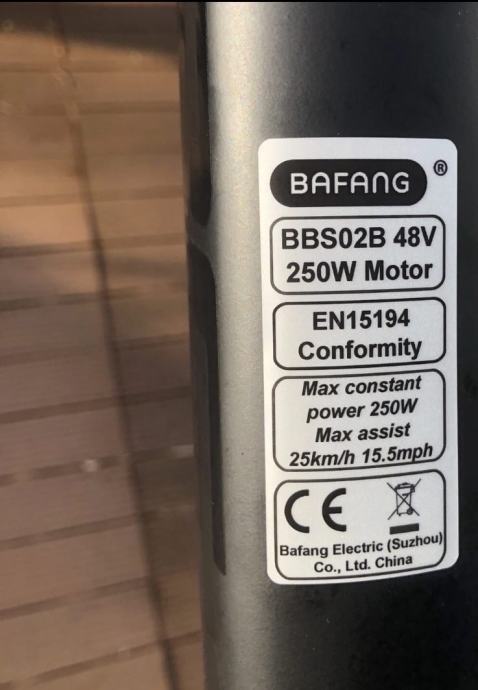 BAFANG ®
BBS02B 48V
250W Motor
EN15194
Conformity
Max constant
power 250W
Max assist
25km/h 15.5mph
CE
Bafang Electric (Suzhou)
Co., Ltd. China